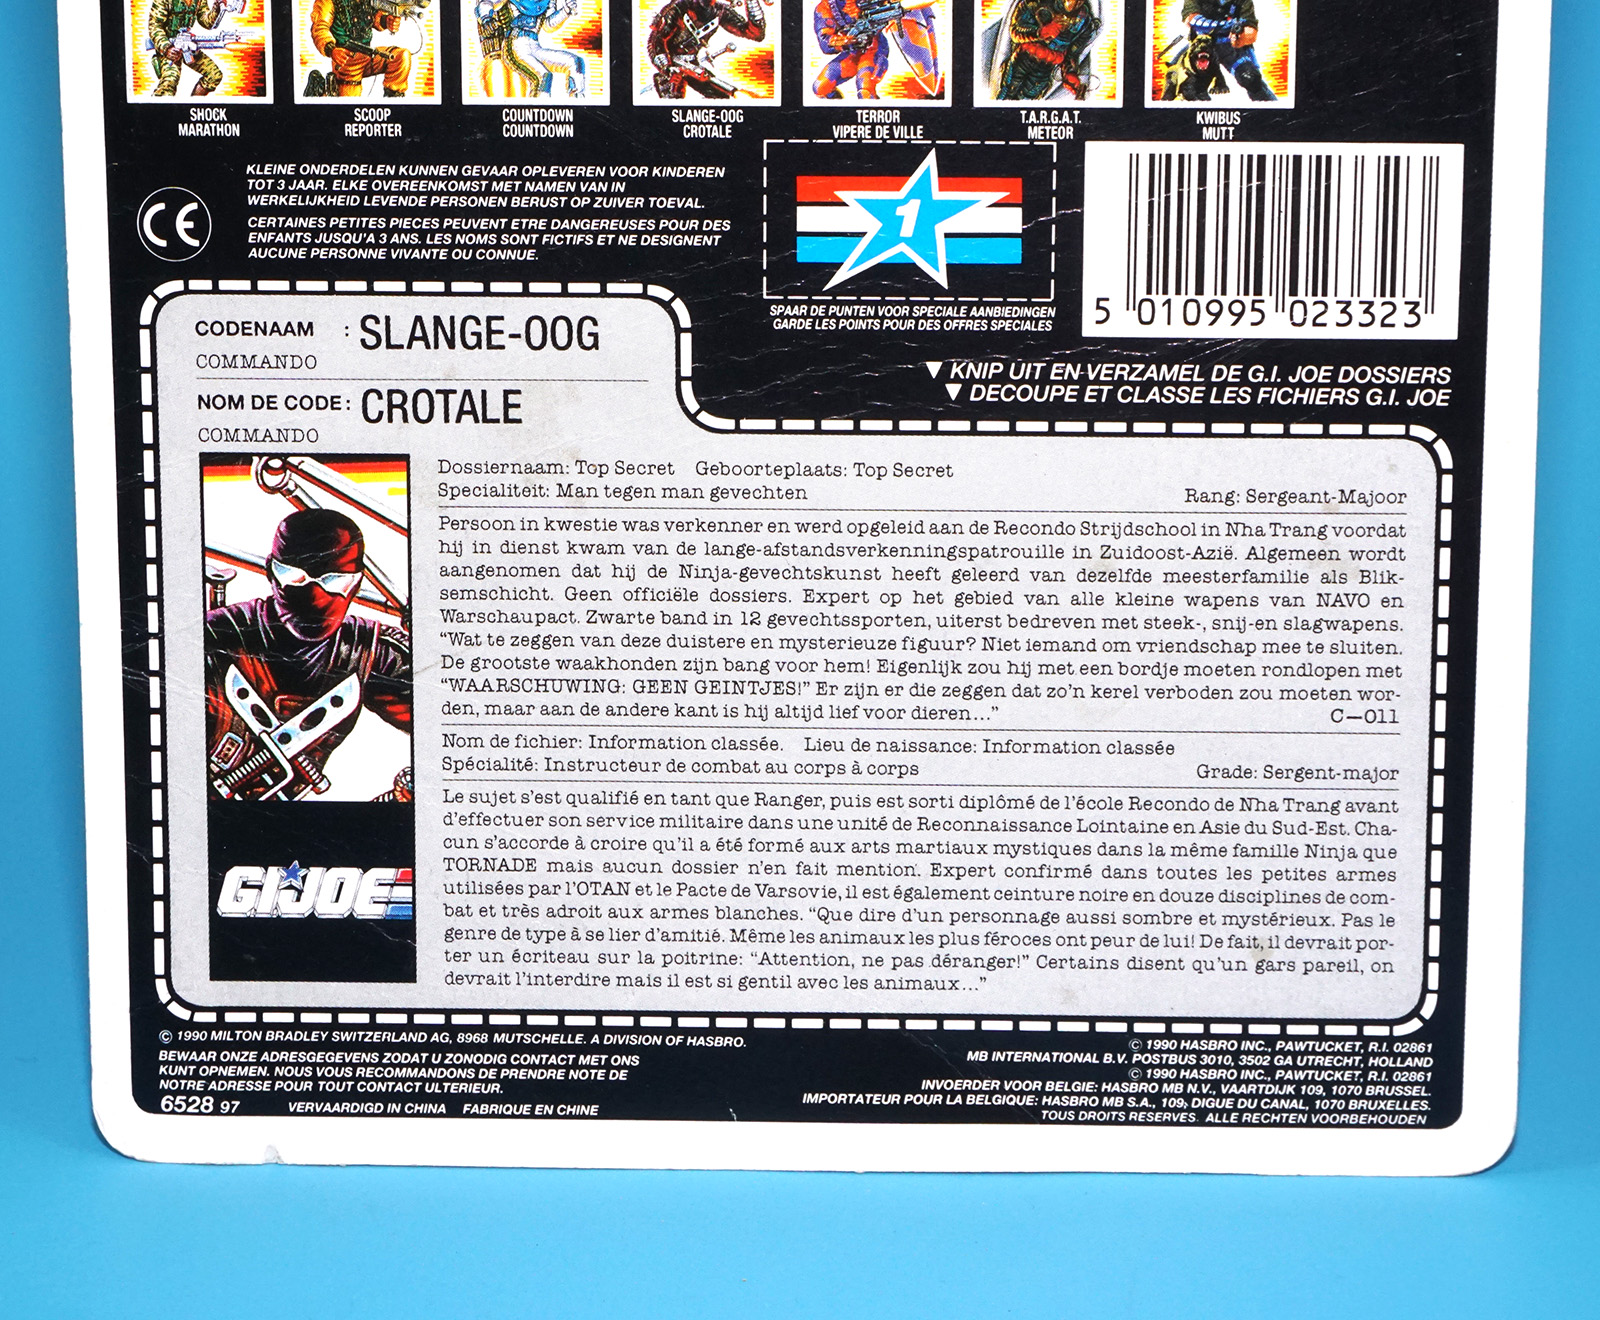 SHOCK
MARATHON
SCOOP
REPORTER
COUNTDOWN
COUNTDOWN
SLANGE-OOG
CROTALE
TERROR
VIPERE DE VILLE
T.A.R.G.A.T.
METEOR
KWIBUS
MUTT
KLEINE ONDERDELEN KUNNEN GEVAAR OPLEVEREN VOOR KINDEREN
TOT 3 JAAR. ELKE OVEREENKOMST MET NAMEN VAN IN
WERKELIJKHEID LEVENDE PERSONEN BERUST OP ZUIVER TOEVAL.
CE
CERTAINES PETITES PIECES PEUVENT ETRE DANGEREUSES POUR DES
ENFANTS JUSQU'A 3 ANS. LES NOMS SONT FICTIFS ET NE DESIGNENT
AUCUNE PERSONNE VIVANTE OU CONNUE.
1
SPAAR DE PUNTEN VOOR SPECIALE AANBIEDINGEN
GARDE LES POINTS POUR DES OFFRES SPECIALES
5 010995 023323
▼ KNIP UIT EN VERZAMEL DE G.I. JOE DOSSIERS
▼ DECOUPE ET CLASSE LES FICHIERS G.I. JOE
CODENAAM : SLANGE-OOG
COMMANDO
NOM DE CODE: CROTALE
COMMANDO
Dossiernaam: Top Secret Geboorteplaats: Top Secret
Specialiteit: Man tegen man gevechten Rang: Sergeant-Majoor
Persoon in kwestie was verkenner en werd opgeleid aan de Recondo Strijdschool in Nha Trang voordat
hij in dienst kwam van de lange-afstandsverkenningspatrouille in Zuidoost-Azië. Algemeen wordt
aangenomen dat hij de Ninja-gevechtskunst heeft geleerd van dezelfde meesterfamilie als Blik-
semschicht. Geen officiële dossiers. Expert op het gebied van alle kleine wapens van NAVO en
Warschaupact. Zwarte band in 12 gevechtssporten, uiterst bedreven met steek-, snij-en slagwapens.
"Wat te zeggen van deze duistere en mysterieuze figuur? Niet iemand om vriendschap mee te sluiten.
De grootste waakhonden zijn bang voor hem! Eigenlijk zou hij met een bordje moeten rondlopen met
"WAARSCHUWING: GEEN GEINTJES!" Er zijn er die zeggen dat zo'n kerel verboden zou moeten wor-
den, maar aan de andere kant is hij altijd lief voor dieren..." C—011
Nom de fichier: Information classée. Lieu de naissance: Information classée
Spécialité: Instructeur de combat au corps à corps Grade: Sergent-major
Le sujet s'est qualifié en tant que Ranger, puis est sorti diplômé de l'école Recondo de Nha Trang avant
d'effectuer son service militaire dans une unité de Reconnaissance Lointaine en Asie du Sud-Est. Cha-
cun s'accorde à croire qu'il a été formé aux arts martiaux mystiques dans la même famille Ninja que
TORNADE mais aucun dossier n'en fait mention. Expert confirmé dans toutes les petites armes
utilisées par l'OTAN et le Pacte de Varsovie, il est également ceinture noire en douze disciplines de com-
bat et très adroit aux armes blanches. "Que dire d'un personnage aussi sombre et mystérieux. Pas le
genre de type à se lier d'amitié. Même les animaux les plus féroces ont peur de lui! De fait, il devrait por-
ter un écriteau sur la poitrine: "Attention, ne pas déranger!" Certains disent qu'un gars pareil, on
devrait l'interdire mais il est si gentil avec les animaux..."
G.I. JOE
© 1990 MILTON BRADLEY SWITZERLAND AG, 8968 MUTSCHELLE. A DIVISION OF HASBRO.
BEWAAR ONZE ADRESGEGEVENS ZODAT U ZONODIG CONTACT MET ONS
KUNT OPNEMEN. NOUS VOUS RECOMMANDONS DE PRENDRE NOTE DE
NOTRE ADRESSE POUR TOUT CONTACT ULTERIEUR.
6528 97 VERVAARDIGD IN CHINA FABRIQUE EN CHINE
© 1990 HASBRO INC., PAWTUCKET, R.I. 02861
MB INTERNATIONAL B.V. POSTBUS 3010, 3502 GA UTRECHT, HOLLAND
© 1990 HASBRO INC., PAWTUCKET, R.I. 02861
INVOERDER VOOR BELGIE: HASBRO MB N.V., VAARTDIJK 109, 1070 BRUSSEL.
IMPORTATEUR POUR LA BELGIQUE: HASBRO MB S.A., 109, DIGUE DU CANAL, 1070 BRUXELLES.
TOUS DROITS RESERVES. ALLE RECHTEN VOORBEHOUDEN